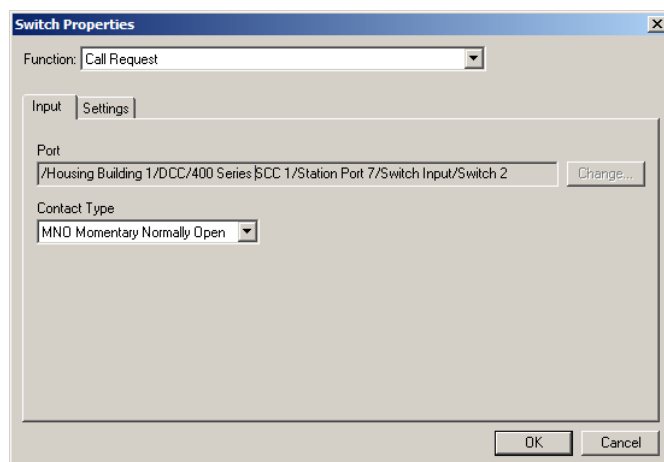 Switch Properties
Function: Call Request
Input Settings
Port
/Housing Building 1/DCC/400 Series SCC 1/Station Port 7/Switch Input/Switch 2 Change...
Contact Type
MNO Momentary Normally Open
OK Cancel